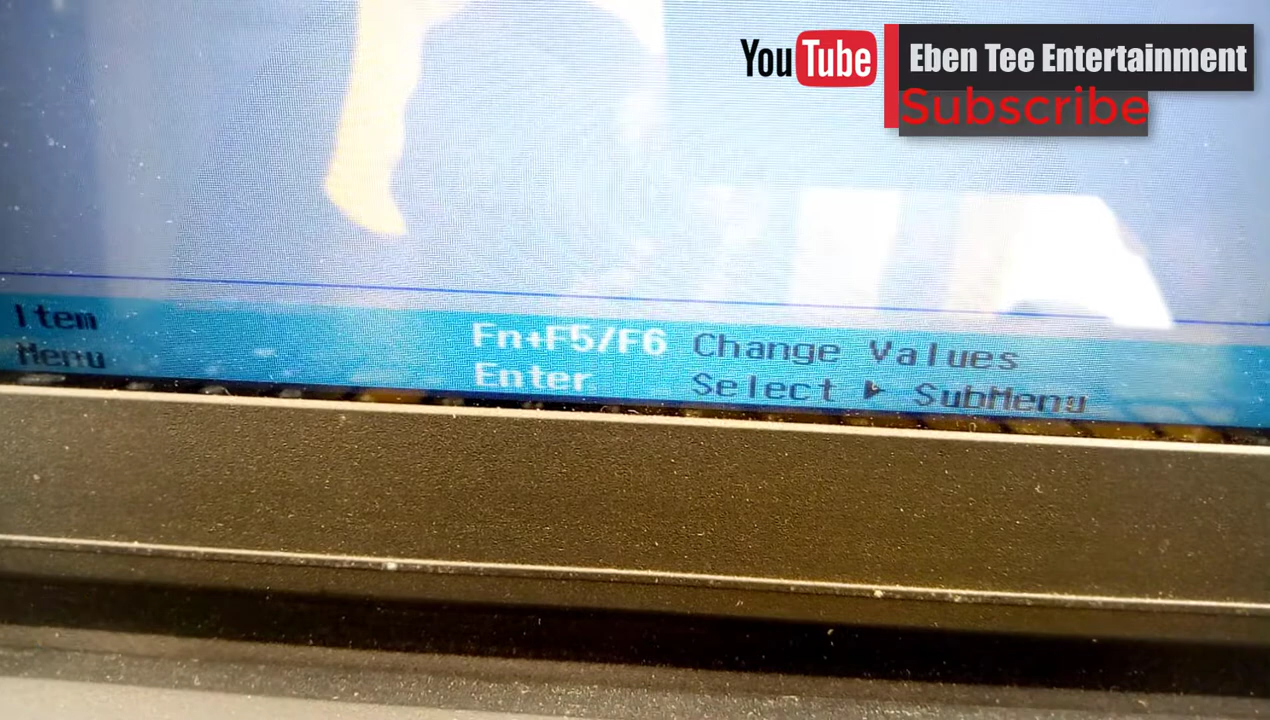 YouTube
Eben Tee Entertainment
Subscribe
Item Fn+F5/F6 Change Values
Menu Enter Select ▶ SubMenu